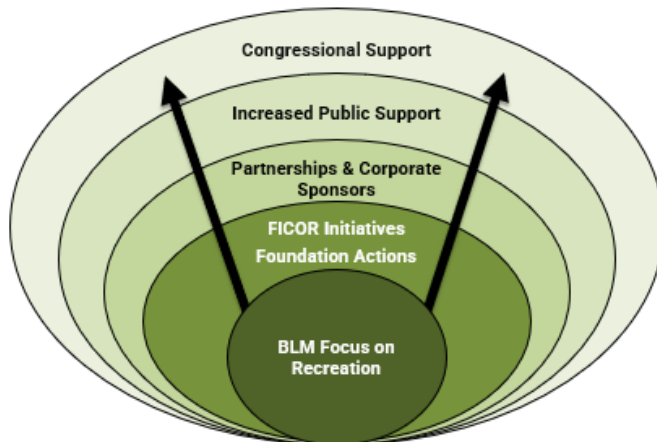 Congressional Support
Increased Public Support
Partnerships & Corporate
Sponsors
FICOR Initiatives
Foundation Actions
BLM Focus on
Recreation